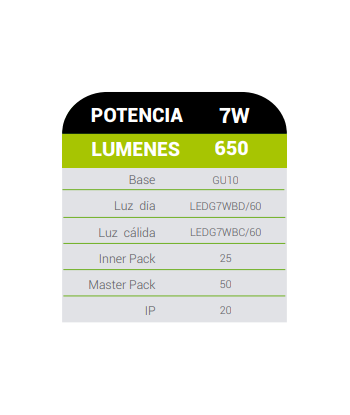 POTENCIA 7W
LUMENES 650
Base GU10
Luz dia LEDG7WBD/60
Luz cálida LEDG7WBC/60
Inner Pack 25
Master Pack 50
IP 20